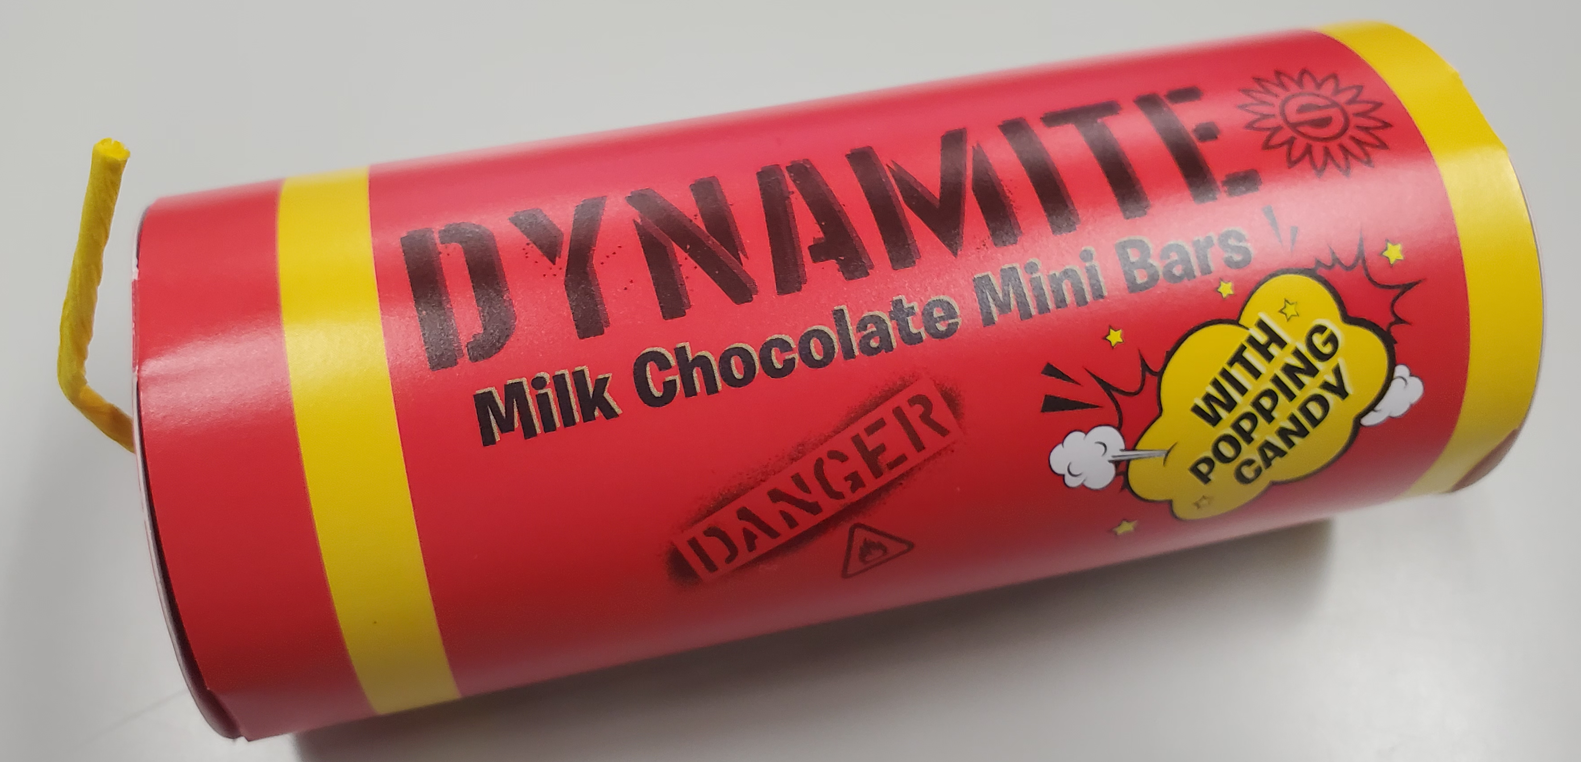 DYNAMITE
Milk Chocolate Mini Bars
DANGER
WITH
POPPING
CANDY